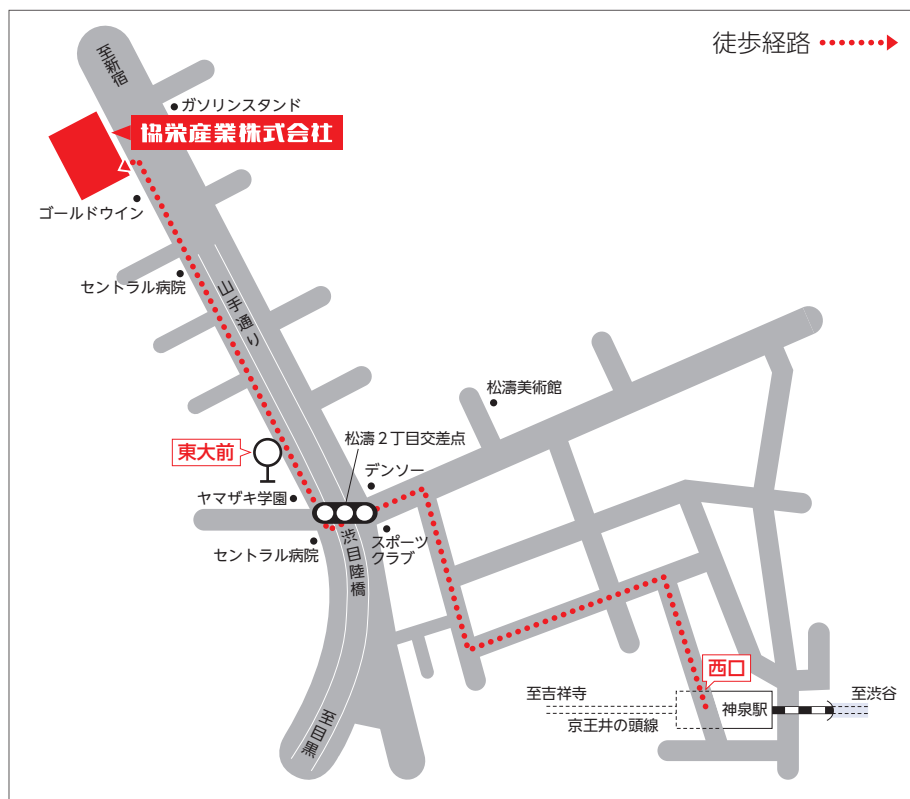 徒歩経路
至新宿
ガソリンスタンド
協栄産業株式会社
ゴールドウイン
セントラル病院
山手通り
松濤美術館
松濤２丁目交差点
東大前
デンソー
ヤマザキ学園
セントラル病院
スポーツ
クラブ
渋目陸橋
西口
至吉祥寺
至渋谷
神泉駅
京王井の頭線
至目黒